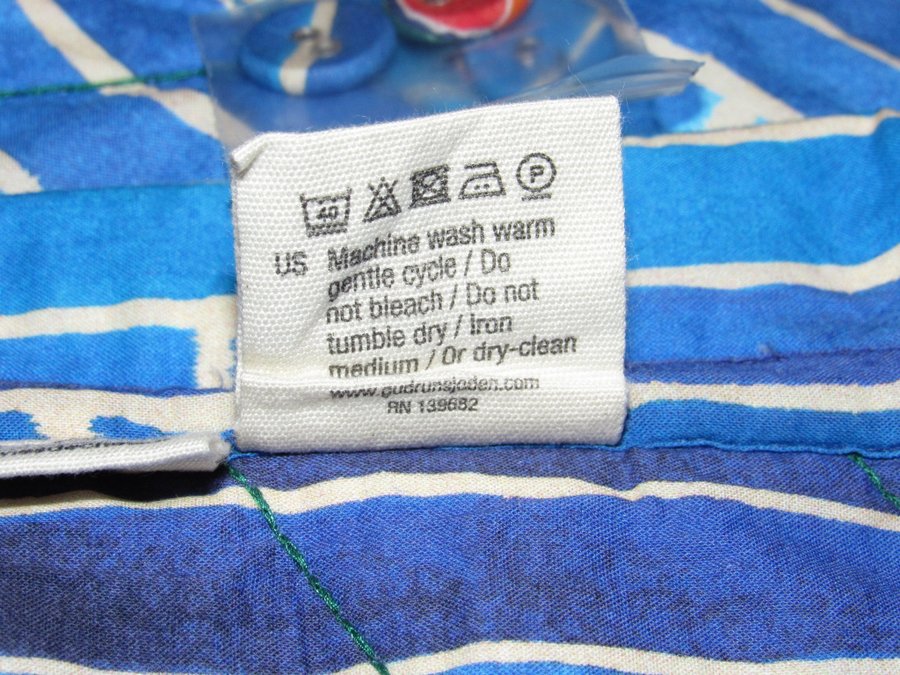 40 P
US Machine wash warm
gentle cycle / Do
not bleach / Do not
tumble dry / Iron
medium / Or dry-clean
www.gudrunsjoden.com
RN 139682